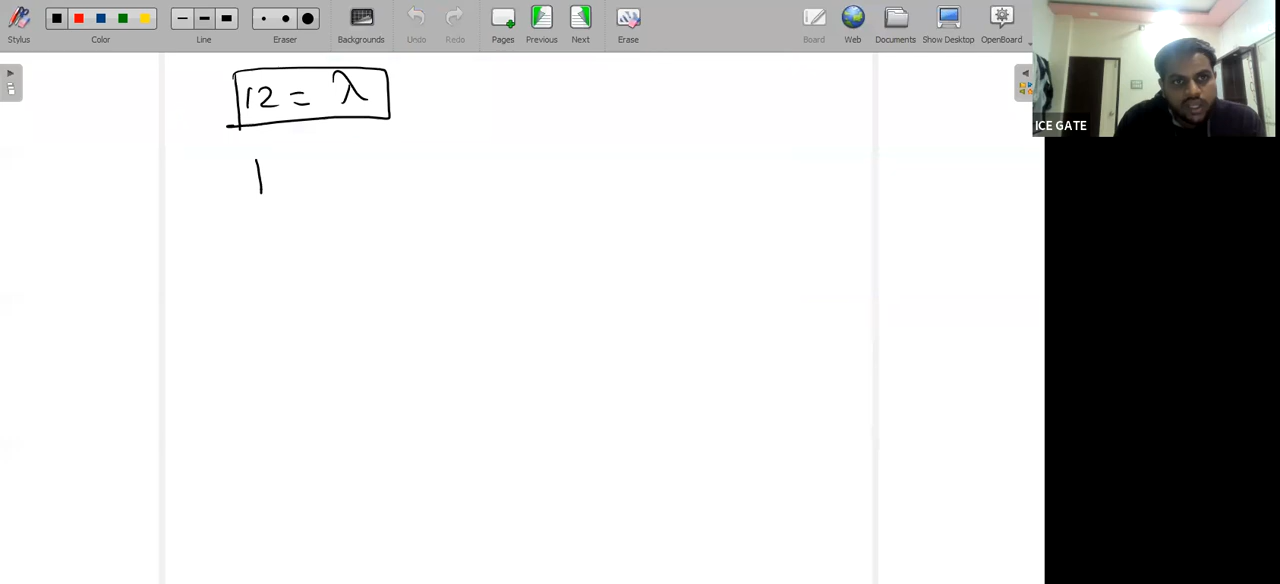 Stylus Color Line Eraser Backgrounds Undo Redo Pages Previous Next Erase Board Web Documents Show Desktop OpenBoard
12 = λ
ICE GATE
|